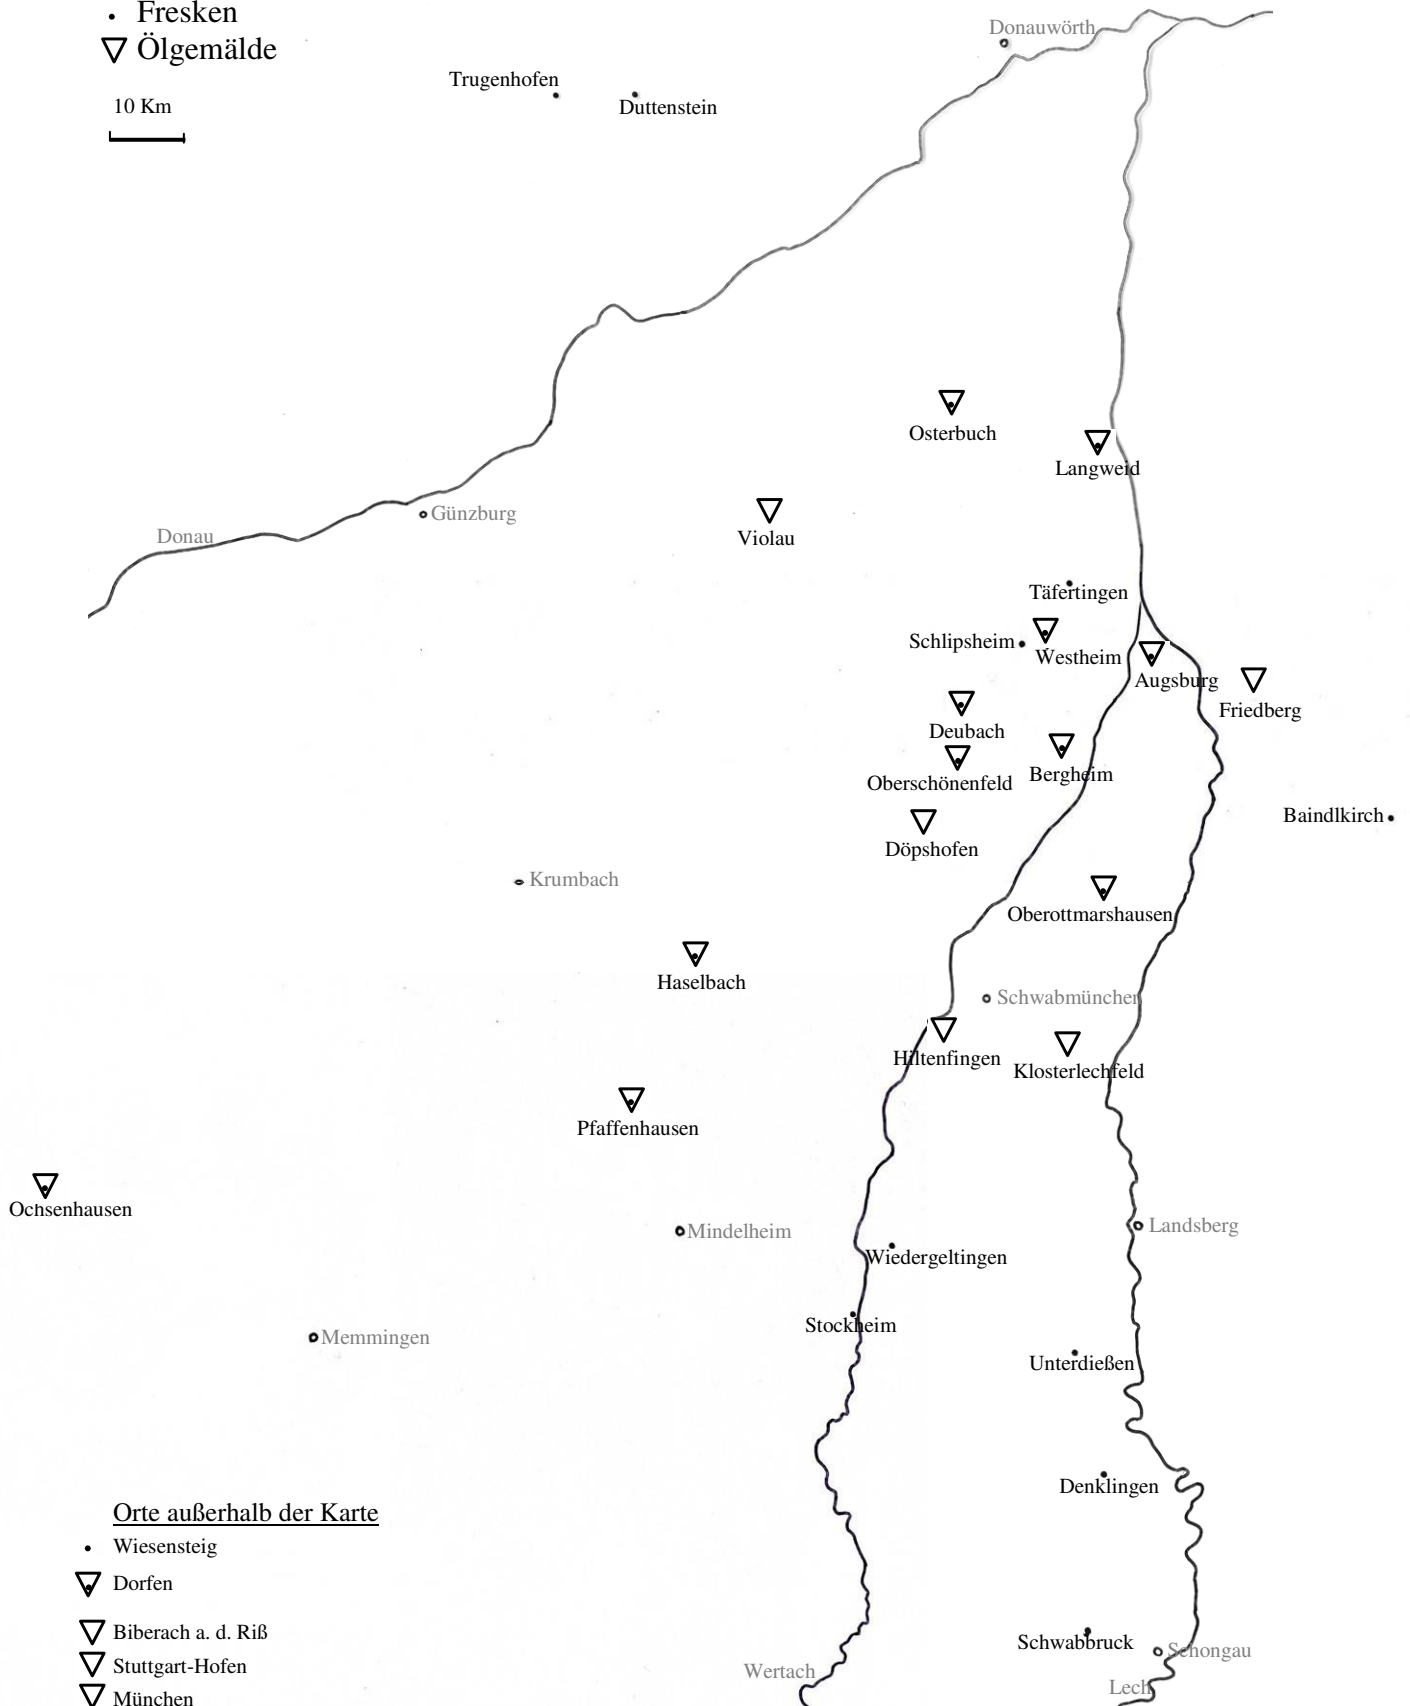 Fresken
Ölgemälde
10 Km
Donauwörth
Trugenhofen
Duttenstein
Osterbuch
Langweid
Günzburg
Donau
Violau
Täfertingen
Schlipsheim
Westheim
Augsburg
Friedberg
Deubach
Bergheim
Oberschönenfeld
Baindlkirch
Döpshofen
Krumbach
Oberottmarshausen
Haselbach
Schwabmünchen
Hiltenfingen
Klosterlechfeld
Pfaffenhausen
Ochsenhausen
Mindelheim
Landsberg
Wiedergeltingen
Stockheim
Memmingen
Unterdießen
Denklingen
Orte außerhalb der Karte
Wiesensteig
Dorfen
Biberach a. d. Riß
Schwabbruck
Schongau
Stuttgart-Hofen
Wertach
Lech
München